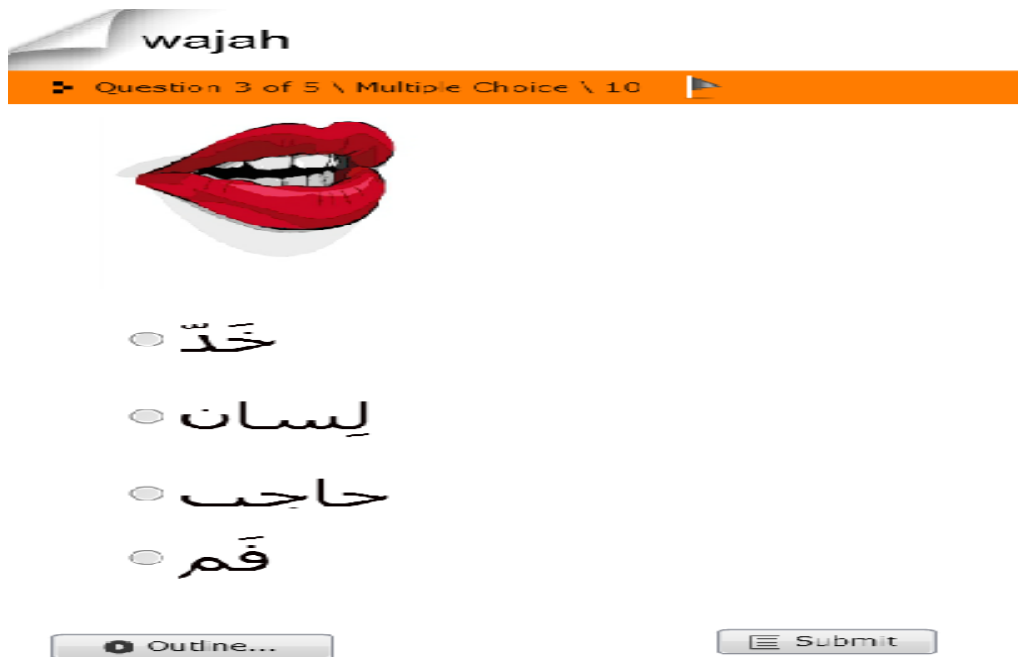 wajah
Question 3 of 5 \ Multiple Choice \ 10
خَدّ
لِسان
حاجب
فَم
Outline...
Submit